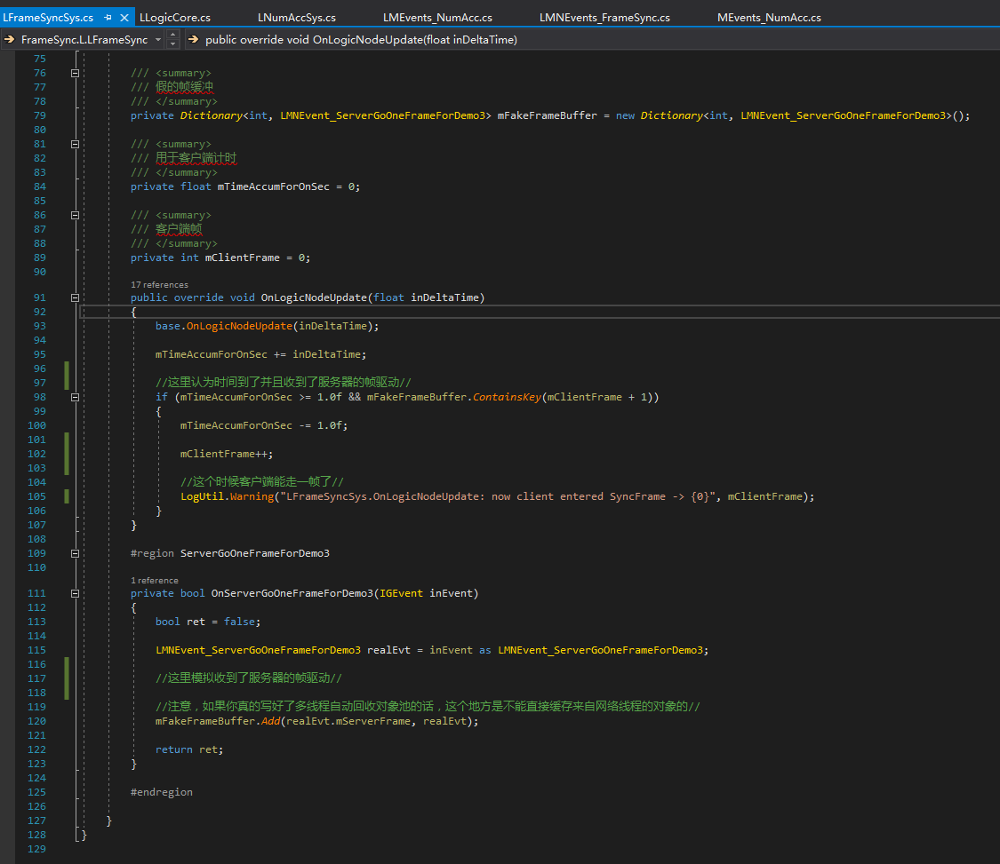 LFrameSyncSys.cs LLogicCore.cs LNumAccSys.cs LMEvents_NumAcc.cs LMNEvents_FrameSync.cs MEvents_NumAcc.cs
FrameSync.L.LFrameSync public override void OnLogicNodeUpdate(float inDeltaTime)
75
76 /// <summary>
77 /// 假的帧缓冲
78 /// </summary>
79 private Dictionary<int, LMNEvent_ServerGoOneFrameForDemo3> mFakeFrameBuffer = new Dictionary<int, LMNEvent_ServerGoOneFrameForDemo3>();
80
81 /// <summary>
82 /// 用于客户端计时
83 /// </summary>
84 private float mTimeAccumForOnSec = 0;
85
86 /// <summary>
87 /// 客户端帧
88 /// </summary>
89 private int mClientFrame = 0;
90
17 references
91 public override void OnLogicNodeUpdate(float inDeltaTime)
92 {
93 base.OnLogicNodeUpdate(inDeltaTime);
94
95 mTimeAccumForOnSec += inDeltaTime;
96
97 //这里认为时间到了并且收到了服务器的帧驱动//
98 if (mTimeAccumForOnSec >= 1.0f && mFakeFrameBuffer.ContainsKey(mClientFrame + 1))
99 {
100 mTimeAccumForOnSec -= 1.0f;
101
102 mClientFrame++;
103
104 //这个时候客户端能走一帧了//
105 LogUtil.Warning("LFrameSyncSys.OnLogicNodeUpdate: now client entered SyncFrame -> {0}", mClientFrame);
106 }
107 }
108
109 #region ServerGoOneFrameForDemo3
110
1 reference
111 private bool OnServerGoOneFrameForDemo3(IGEvent inEvent)
112 {
113 bool ret = false;
114
115 LMNEvent_ServerGoOneFrameForDemo3 realEvt = inEvent as LMNEvent_ServerGoOneFrameForDemo3;
116
117 //这里模拟收到了服务器的帧驱动//
118
119 //注意，如果你真的写好了多线程自动回收对象池的话，这个地方是不能直接缓存来自网络线程的对象的//
120 mFakeFrameBuffer.Add(realEvt.mServerFrame, realEvt);
121
122 return ret;
123 }
124
125 #endregion
126
127 }
128 }
129